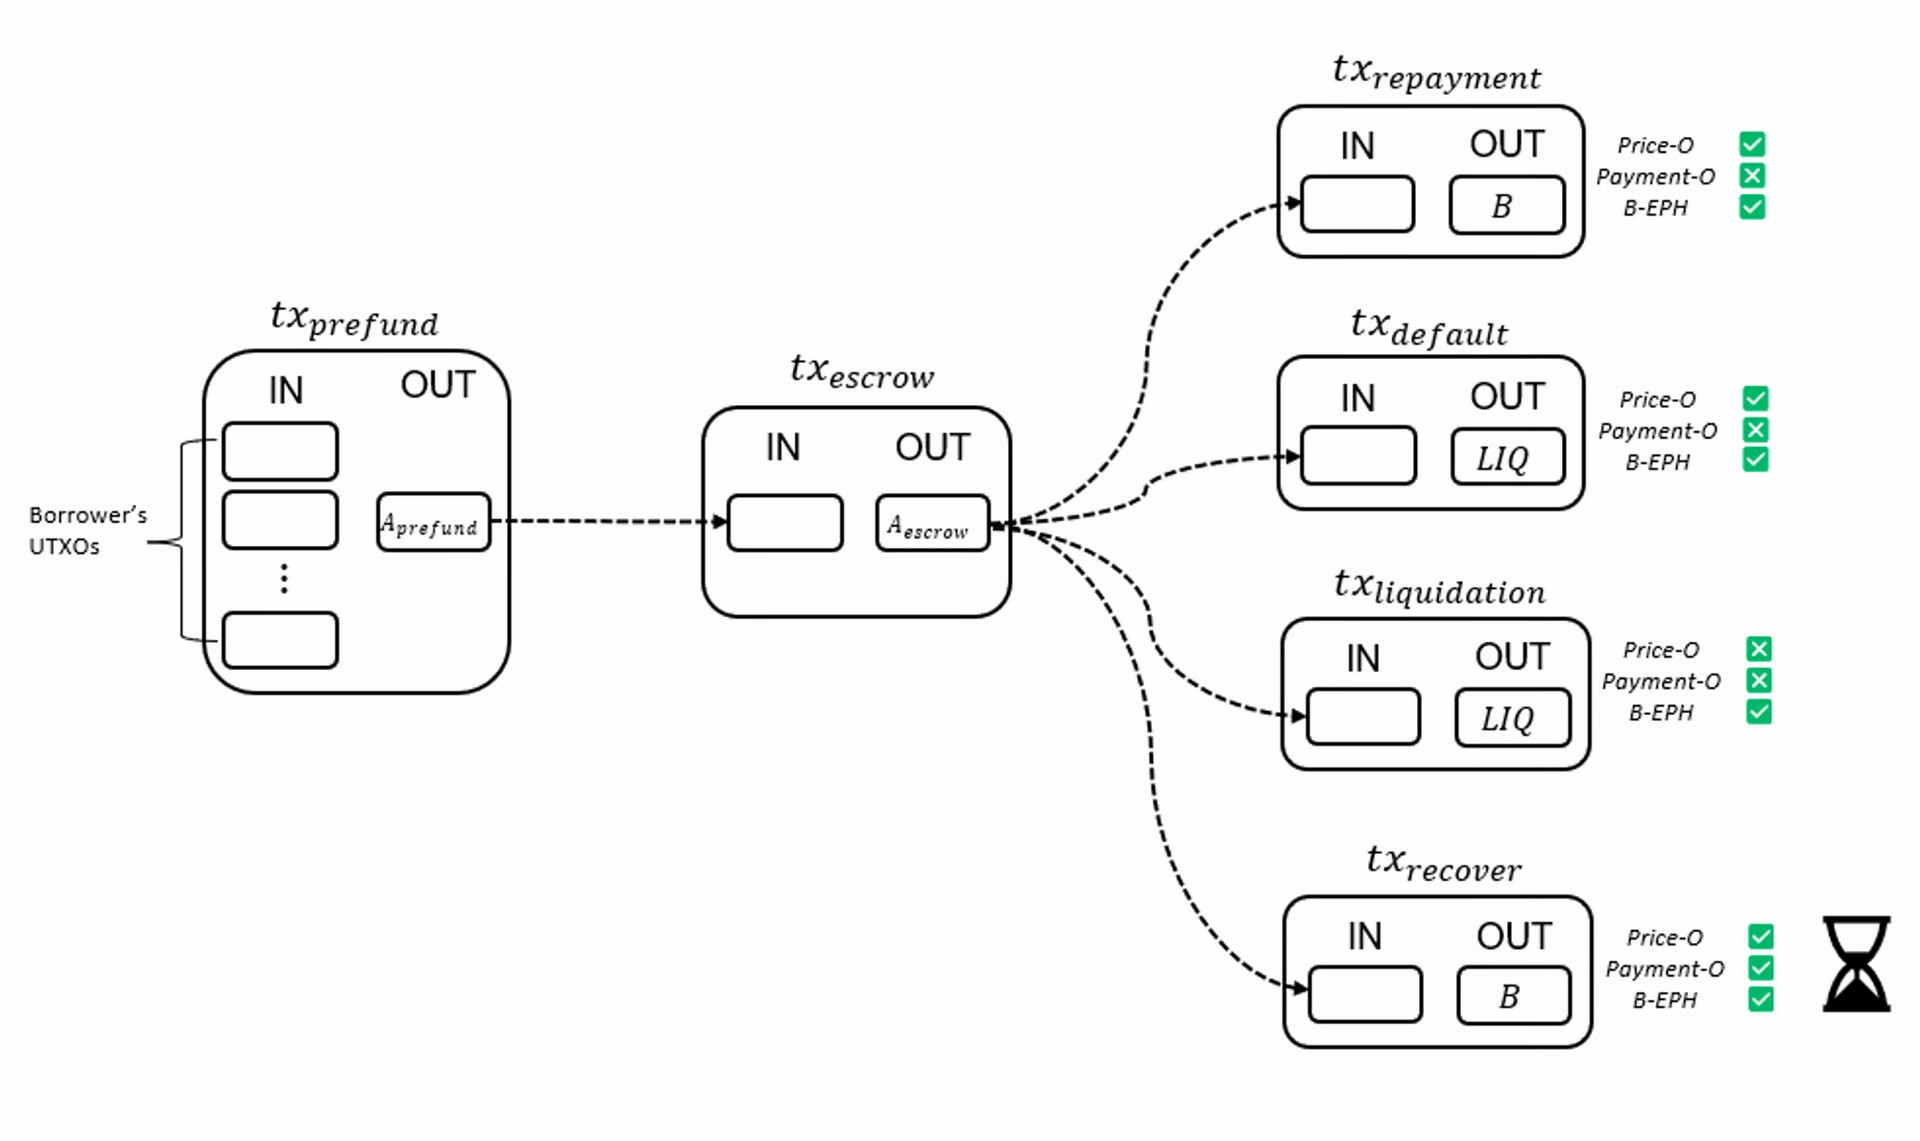 tx_prefund
IN
OUT
Borrower's
UTXOs
A_prefund
tx_escrow
IN
OUT
A_escrow
tx_repayment
IN
OUT
B
Price-O
Payment-O
B-EPH
tx_default
IN
OUT
LIQ
Price-O
Payment-O
B-EPH
tx_liquidation
IN
OUT
LIQ
Price-O
Payment-O
B-EPH
tx_recover
IN
OUT
B
Price-O
Payment-O
B-EPH